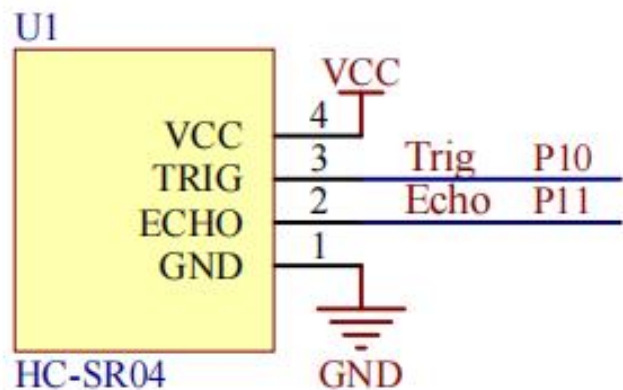 U1
VCC
VCC 4
TRIG 3 Trig P10
ECHO 2 Echo P11
GND 1
HC-SR04 GND